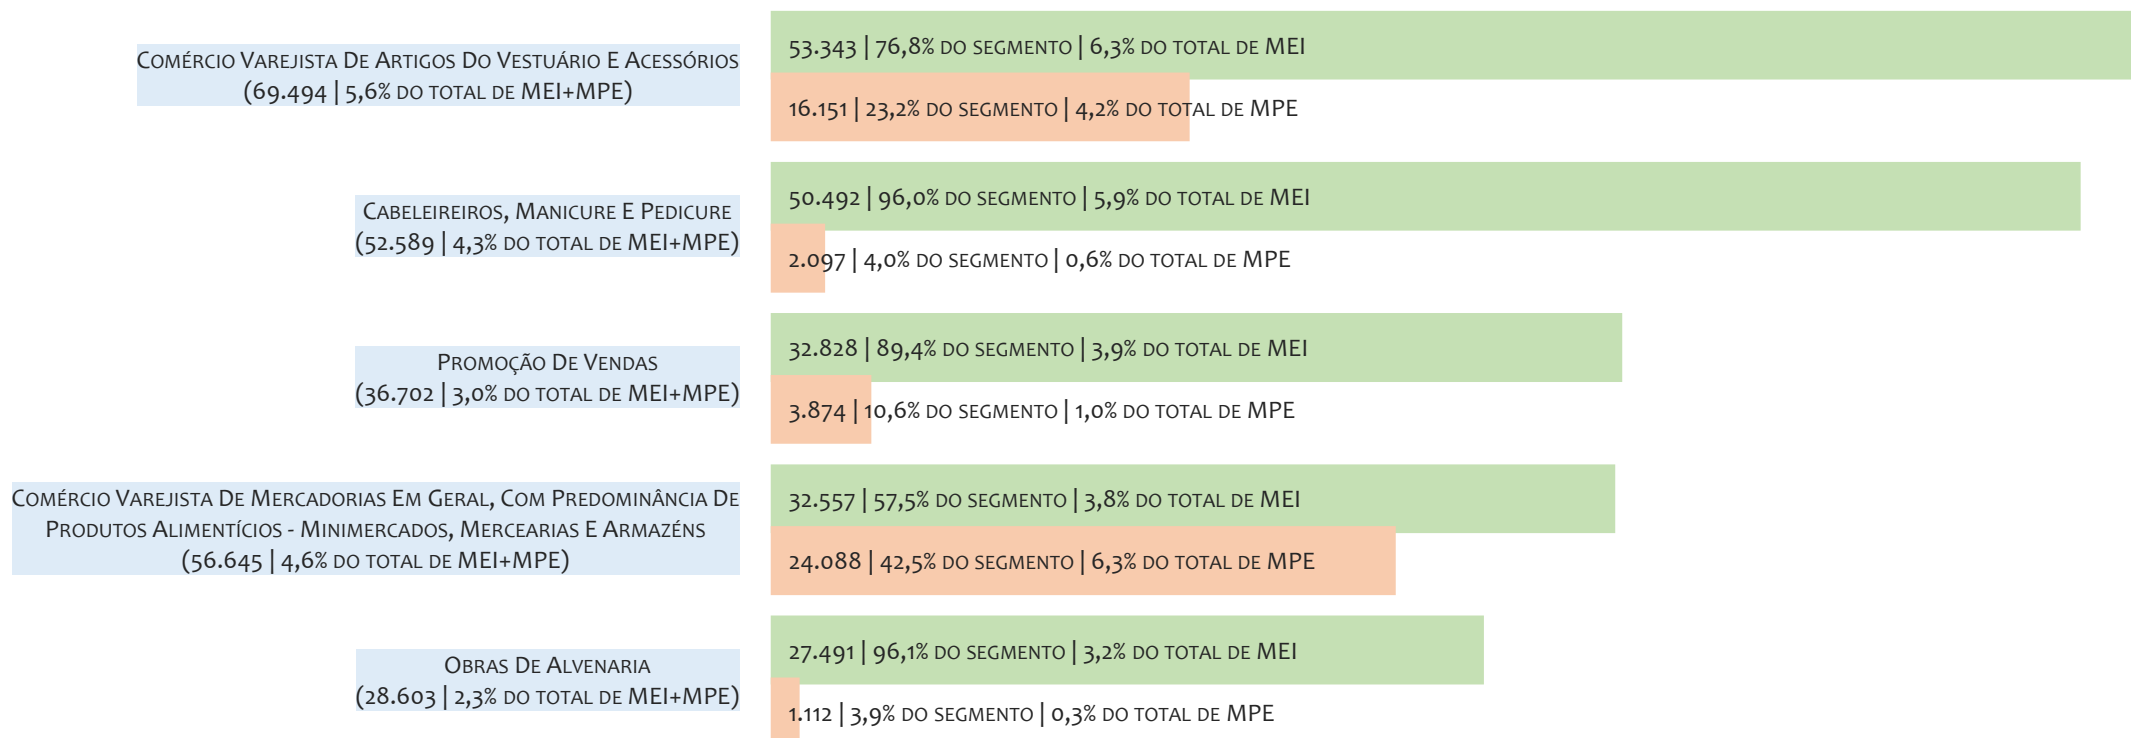 Comércio Varejista De Artigos Do Vestuário E Acessórios
(69.494 | 5,6% do total de MEI+MPE)
53.343 | 76,8% do segmento | 6,3% do total de MEI
16.151 | 23,2% do segmento | 4,2% do total de MPE
Cabeleireiros, Manicure E Pedicure
(52.589 | 4,3% do total de MEI+MPE)
50.492 | 96,0% do segmento | 5,9% do total de MEI
2.097 | 4,0% do segmento | 0,6% do total de MPE
Promoção De Vendas
(36.702 | 3,0% do total de MEI+MPE)
32.828 | 89,4% do segmento | 3,9% do total de MEI
3.874 | 10,6% do segmento | 1,0% do total de MPE
Comércio Varejista De Mercadorias Em Geral, Com Predominância De
Produtos Alimentícios - Minimercados, Mercearias E Armazéns
(56.645 | 4,6% do total de MEI+MPE)
32.557 | 57,5% do segmento | 3,8% do total de MEI
24.088 | 42,5% do segmento | 6,3% do total de MPE
Obras De Alvenaria
(28.603 | 2,3% do total de MEI+MPE)
27.491 | 96,1% do segmento | 3,2% do total de MEI
1.112 | 3,9% do segmento | 0,3% do total de MPE